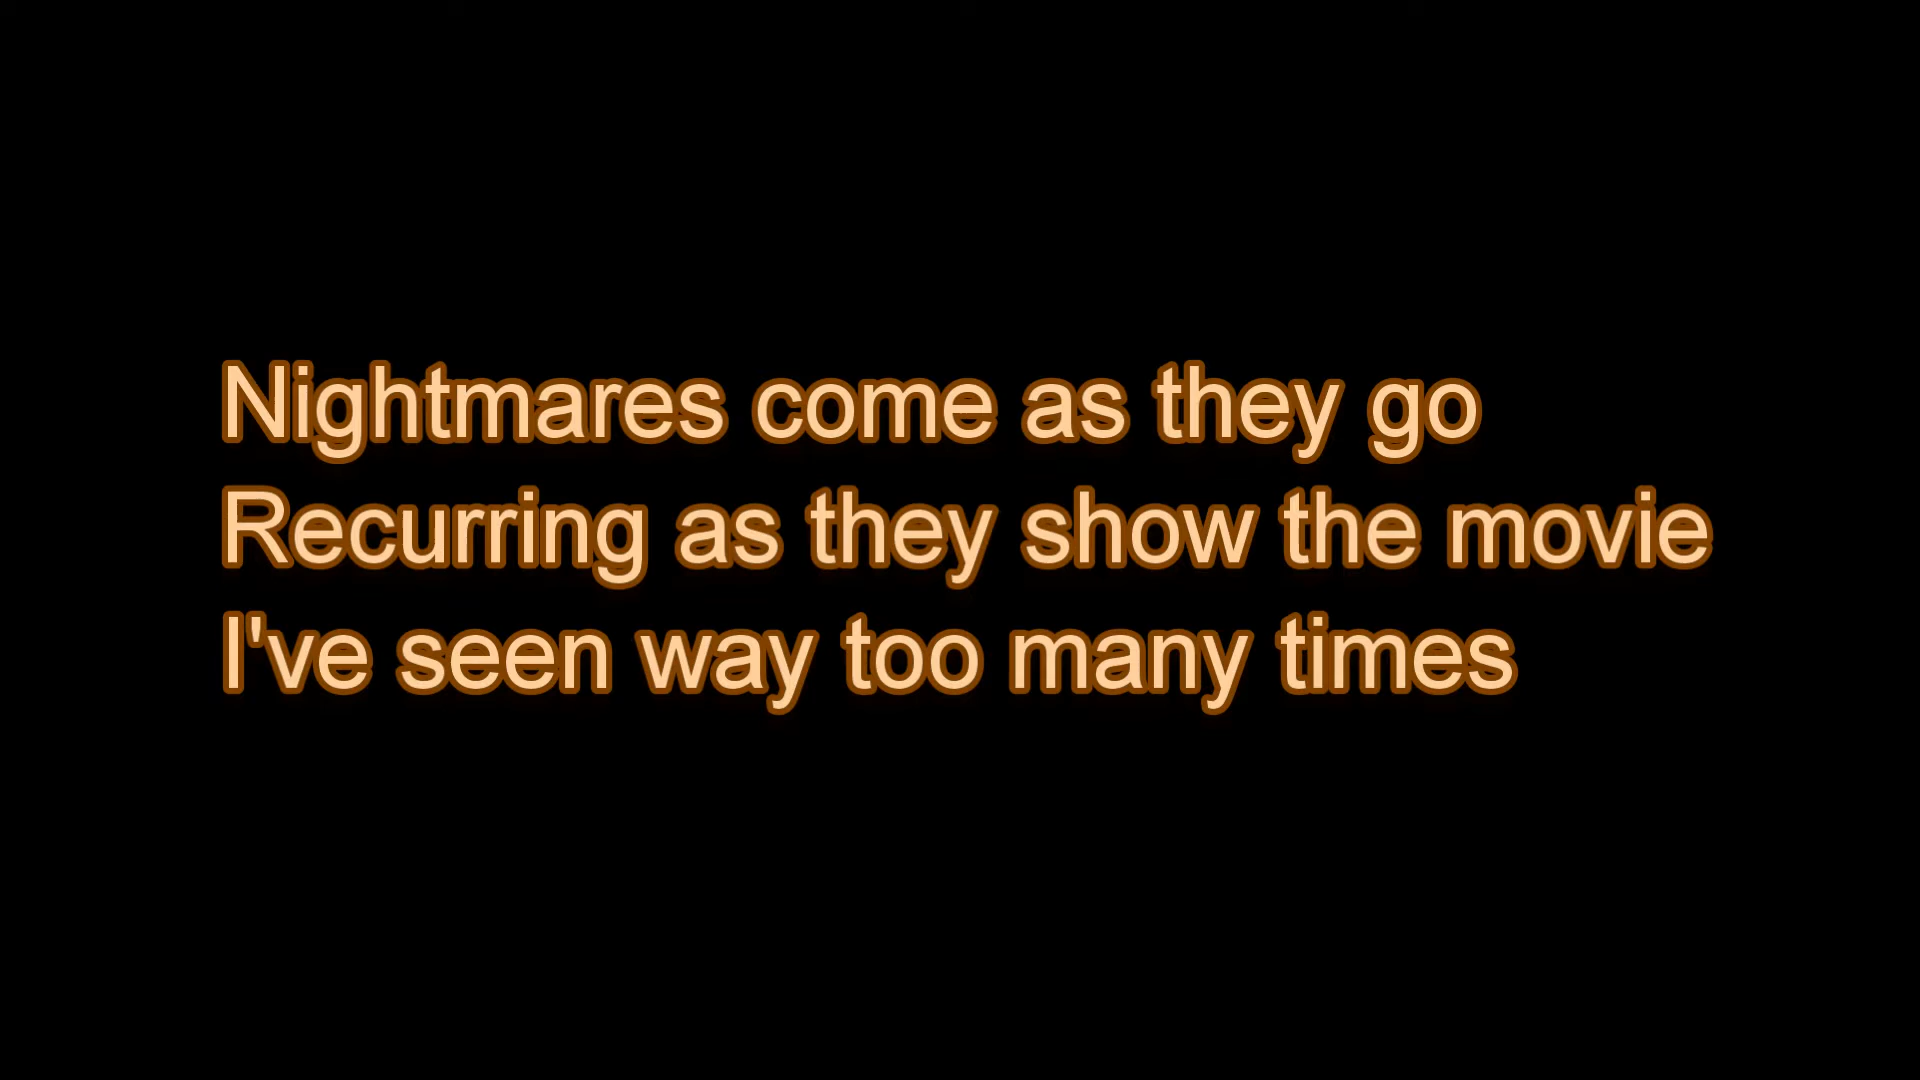 Nightmares come as they go
Recurring as they show the movie
I've seen way too many times